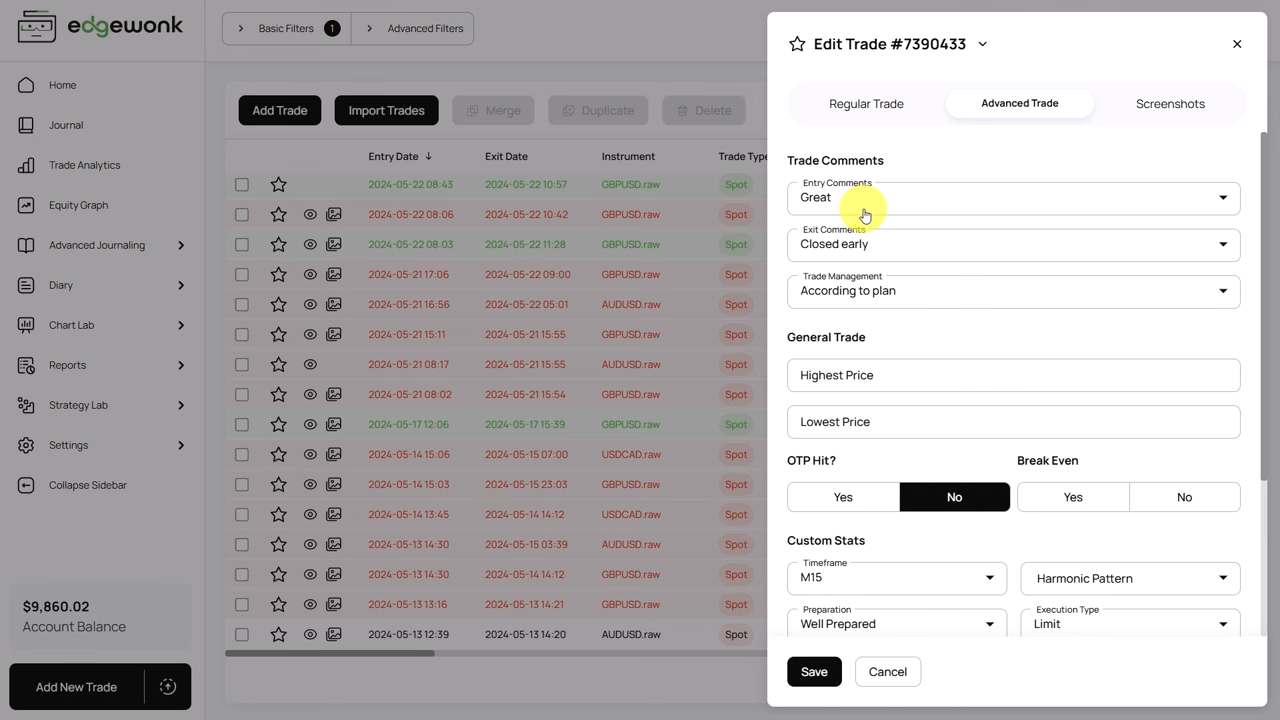 edgewonk
Home
Journal
Trade Analytics
Equity Graph
Advanced Journaling
Diary
Chart Lab
Reports
Strategy Lab
Settings
Collapse Sidebar
$9,860.02
Account Balance
Add New Trade
Basic Filters 1 Advanced Filters
Add Trade Import Trades Merge Duplicate Delete
Entry Date Exit Date Instrument Trade Type
2024-05-22 08:43 2024-05-22 10:57 GBPUSD.raw Spot
2024-05-22 08:06 2024-05-22 10:42 GBPUSD.raw Spot
2024-05-22 08:03 2024-05-22 11:28 GBPUSD.raw Spot
2024-05-21 17:06 2024-05-22 09:00 GBPUSD.raw Spot
2024-05-21 16:56 2024-05-22 05:01 AUDUSD.raw Spot
2024-05-21 15:11 2024-05-21 15:55 GBPUSD.raw Spot
2024-05-21 08:17 2024-05-21 15:55 AUDUSD.raw Spot
2024-05-21 08:02 2024-05-21 15:54 GBPUSD.raw Spot
2024-05-17 12:06 2024-05-17 15:39 GBPUSD.raw Spot
2024-05-14 15:06 2024-05-15 07:00 USDCAD.raw Spot
2024-05-14 15:03 2024-05-15 23:03 GBPUSD.raw Spot
2024-05-14 13:45 2024-05-14 14:12 USDCAD.raw Spot
2024-05-13 14:30 2024-05-15 03:39 AUDUSD.raw Spot
2024-05-13 14:30 2024-05-14 14:12 GBPUSD.raw Spot
2024-05-13 13:16 2024-05-13 14:21 GBPUSD.raw Spot
2024-05-13 12:39 2024-05-13 14:20 AUDUSD.raw Spot
Edit Trade #7390433
Regular Trade Advanced Trade Screenshots
Trade Comments
Entry Comments
Great
Exit Comments
Closed early
Trade Management
According to plan
General Trade
Highest Price
Lowest Price
OTP Hit? Break Even
Yes No Yes No
Custom Stats
Timeframe
M15 Harmonic Pattern
Preparation Execution Type
Well Prepared Limit
Save Cancel